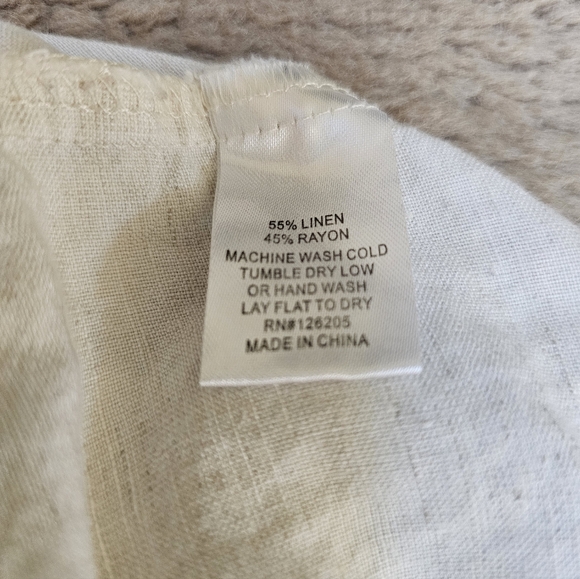 55% LINEN
45% RAYON
MACHINE WASH COLD
TUMBLE DRY LOW
OR HAND WASH
LAY FLAT TO DRY
RN#126205
MADE IN CHINA